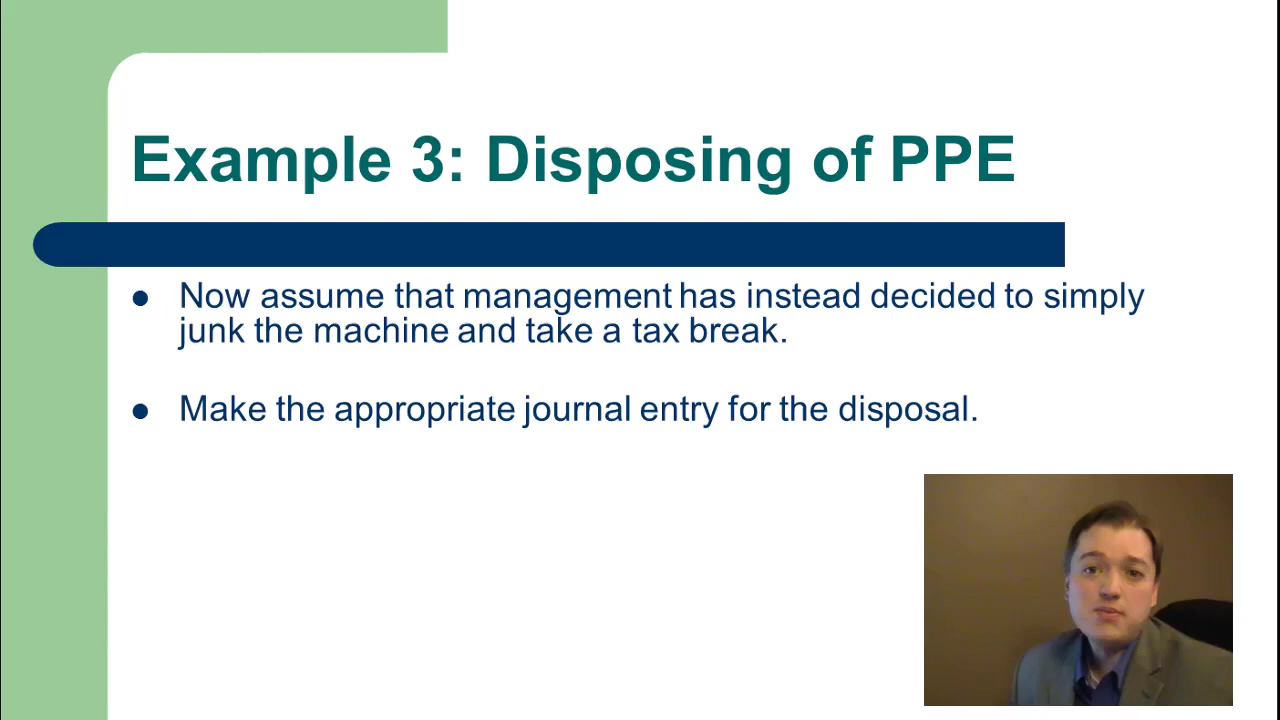 Example 3: Disposing of PPE
Now assume that management has instead decided to simply
junk the machine and take a tax break.
Make the appropriate journal entry for the disposal.